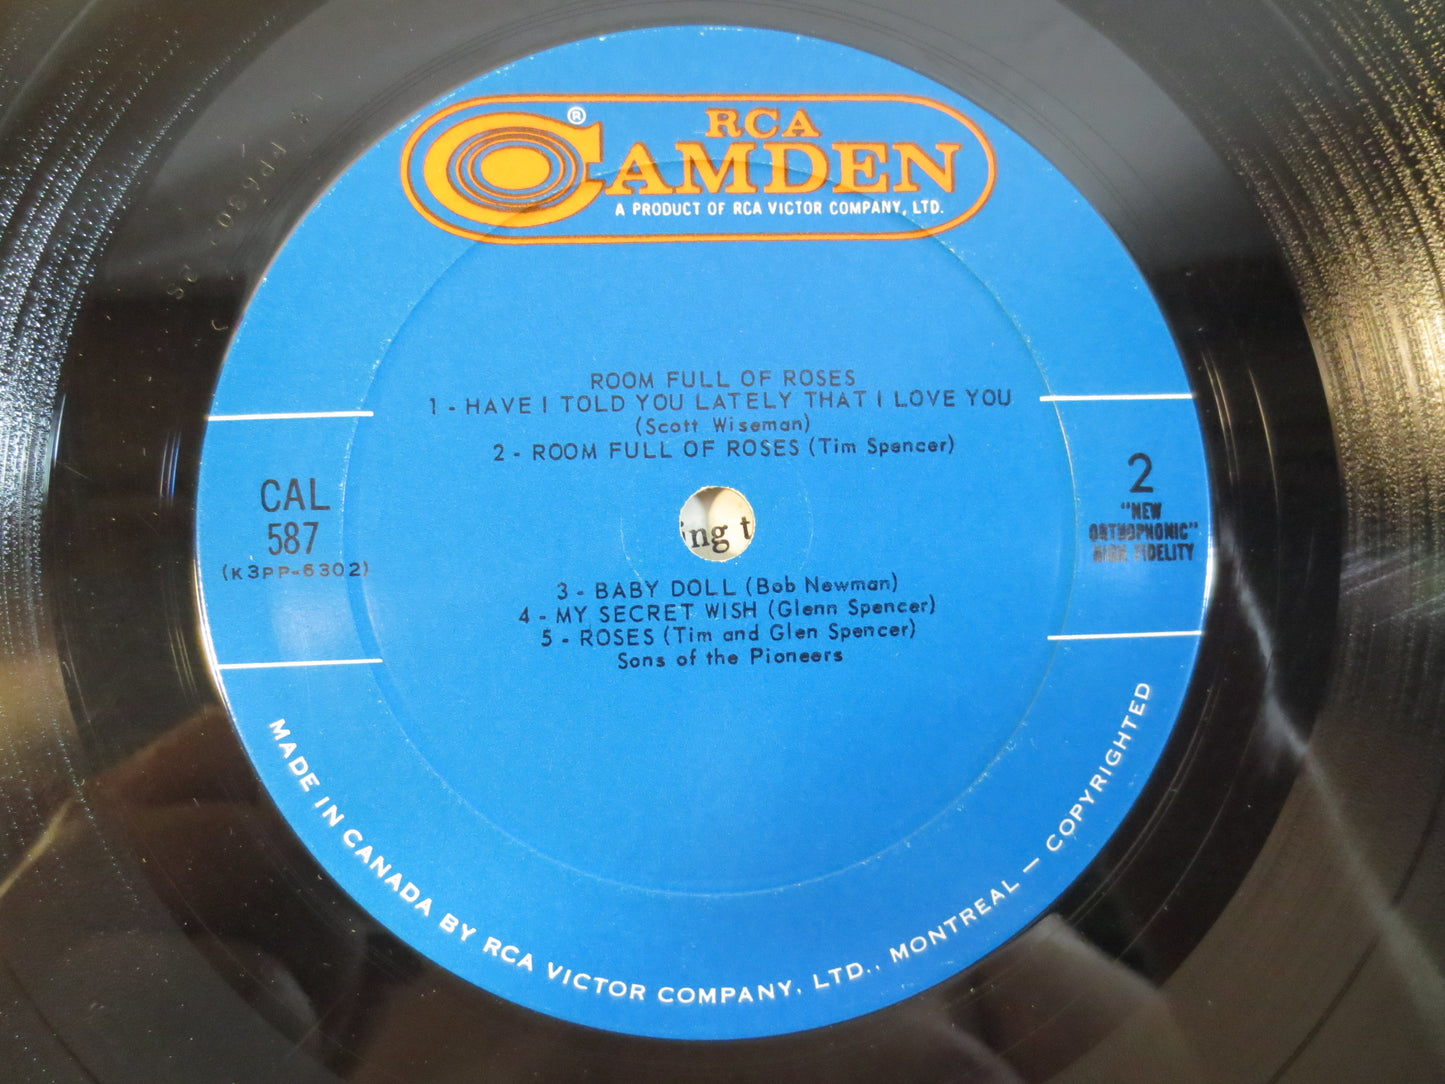 ®
RCA
CAMDEN
A PRODUCT OF RCA VICTOR COMPANY, LTD.
ROOM FULL OF ROSES
1 - HAVE I TOLD YOU LATELY THAT I LOVE YOU
(Scott Wiseman)
2 - ROOM FULL OF ROSES (Tim Spencer)
CAL
587
(K3PP-6302)
2
"NEW
ORTHOPHONIC"
HIGH FIDELITY
ing t
3 - BABY DOLL (Bob Newman)
4 - MY SECRET WISH (Glenn Spencer)
5 - ROSES (Tim and Glen Spencer)
Sons of the Pioneers
MADE IN CANADA BY RCA VICTOR COMPANY, LTD., MONTREAL — COPYRIGHTED